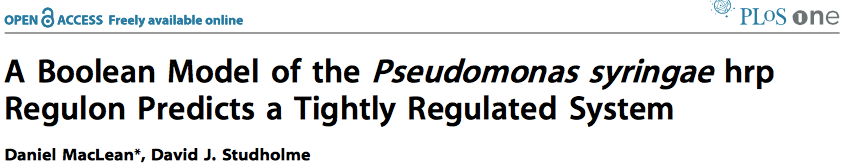 OPEN ACCESS Freely available online PLoS one
A Boolean Model of the Pseudomonas syringae hrp
Regulon Predicts a Tightly Regulated System
Daniel MacLean*, David J. Studholme